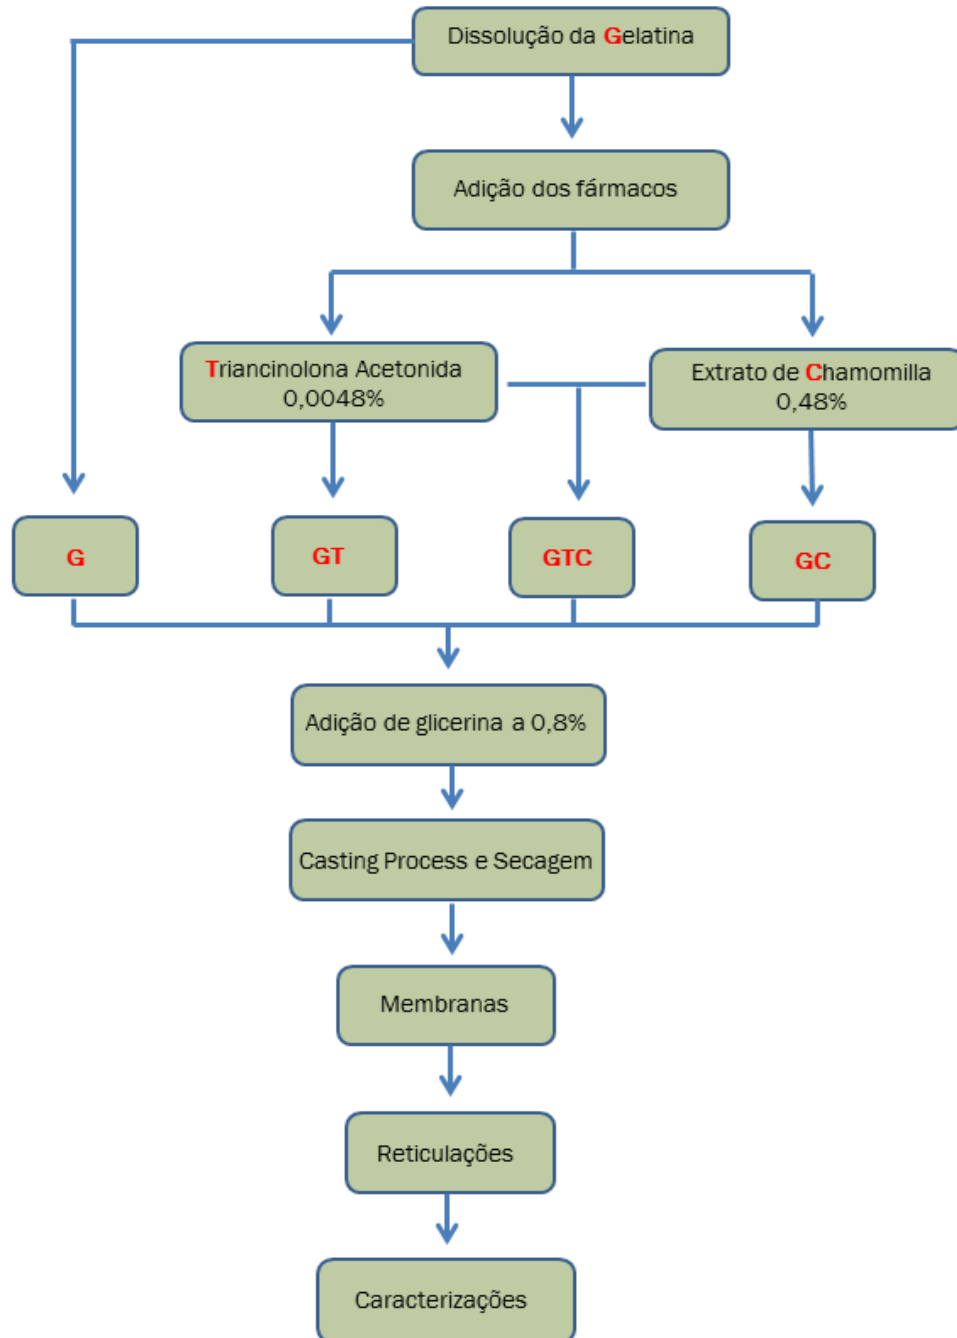 Dissolução da Gelatina
Adição dos fármacos
Triancinolona Acetonida
0,0048%
Extrato de Chamomilla
0,48%
G
GT
GTC
GC
Adição de glicerina a 0,8%
Casting Process e Secagem
Membranas
Reticulações
Caracterizações